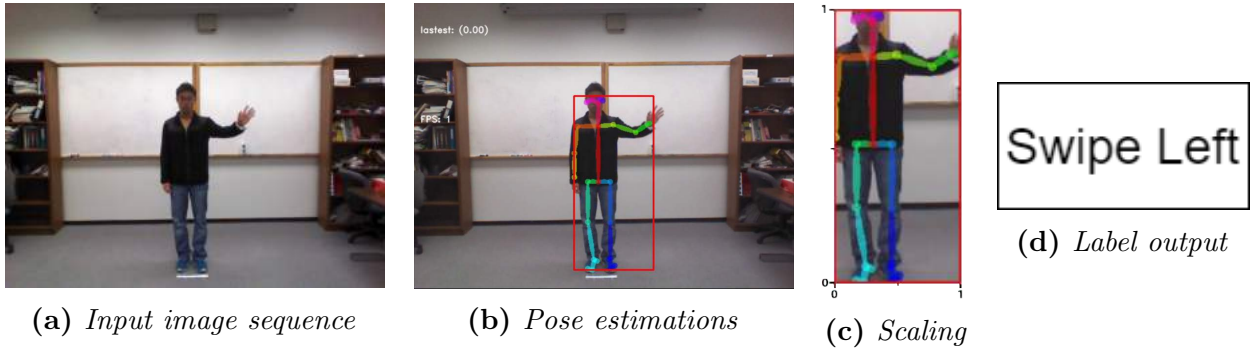 lastest: (0.00)
FPS: 1
1
0
0
1
Swipe Left
(a) Input image sequence
(b) Pose estimations
(c) Scaling
(d) Label output